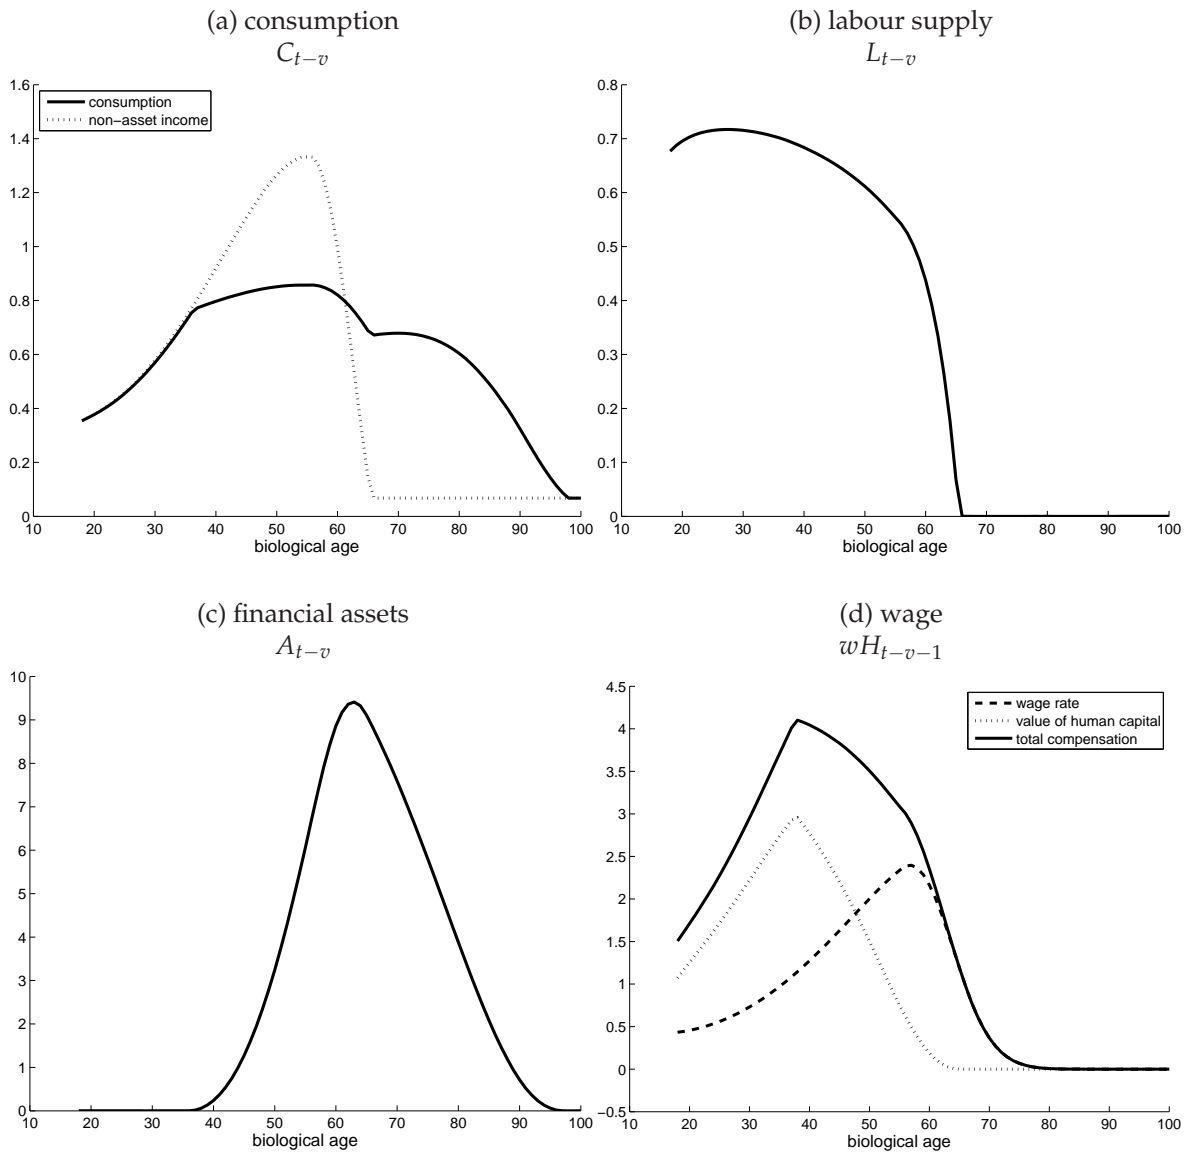 (a) consumption
C_{t−v}
1.6
1.4
1.2
1
0.8
0.6
0.4
0.2
0
consumption
non−asset income
10 20 30 40 50 60 70 80 90 100
biological age
(b) labour supply
L_{t−v}
0.8
0.7
0.6
0.5
0.4
0.3
0.2
0.1
0
10 20 30 40 50 60 70 80 90 100
biological age
(c) financial assets
A_{t−v}
10
9
8
7
6
5
4
3
2
1
0
10 20 30 40 50 60 70 80 90 100
biological age
(d) wage
wH_{t−v−1}
4.5
4
3.5
3
2.5
2
1.5
1
0.5
0
−0.5
wage rate
value of human capital
total compensation
10 20 30 40 50 60 70 80 90 100
biological age